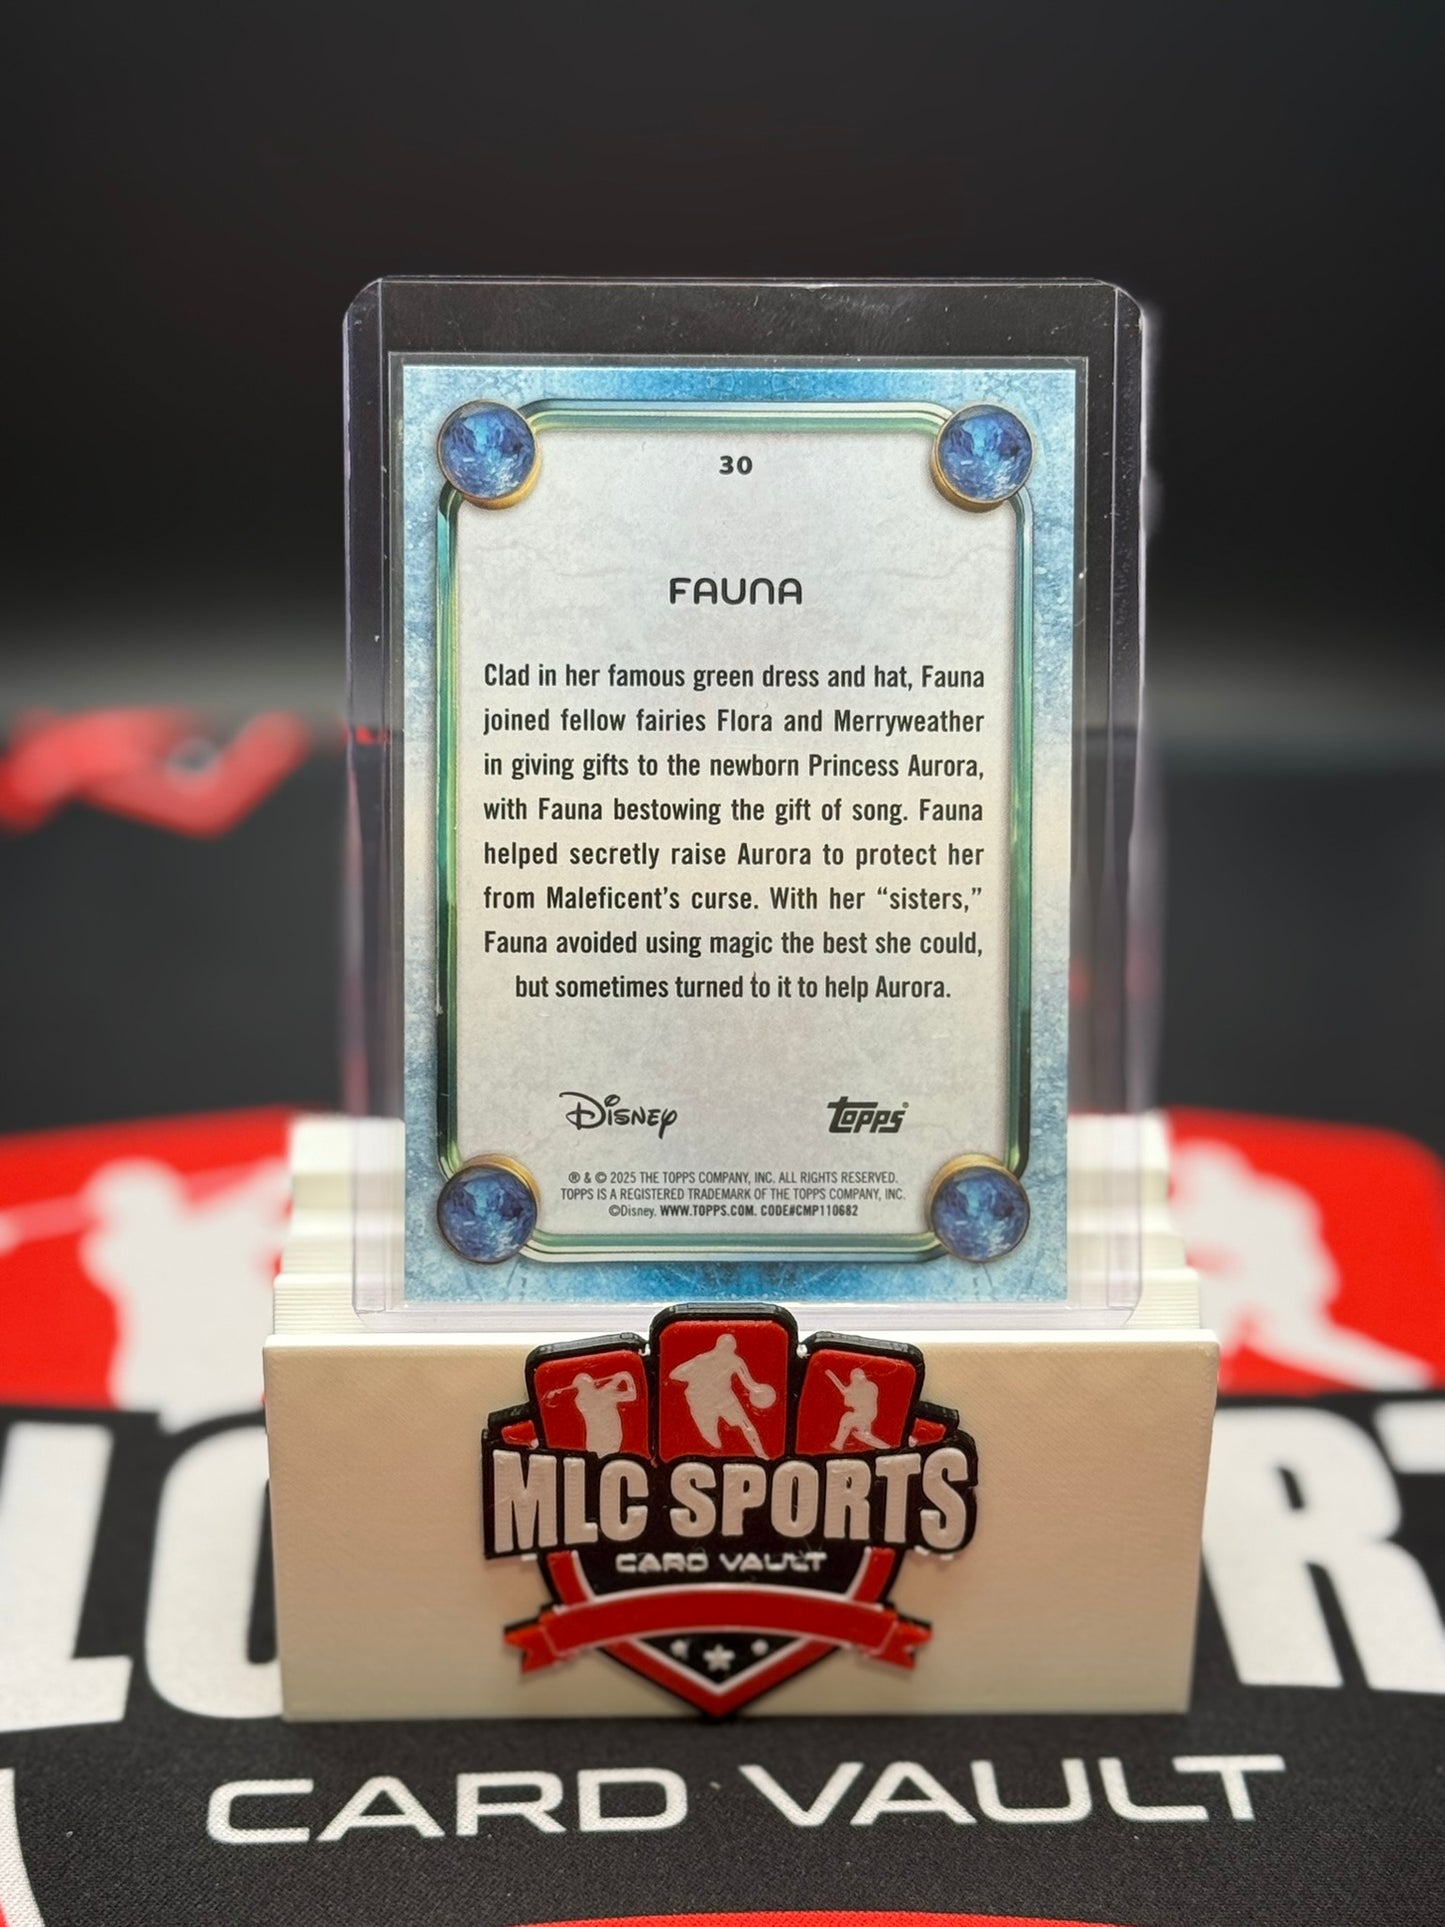 30
FAUNA
Clad in her famous green dress and hat, Fauna
joined fellow fairies Flora and Merryweather
in giving gifts to the newborn Princess Aurora,
with Fauna bestowing the gift of song. Fauna
helped secretly raise Aurora to protect her
from Maleficent's curse. With her “sisters,”
Fauna avoided using magic the best she could,
but sometimes turned to it to help Aurora.
Disney
topps®
® & © 2025 THE TOPPS COMPANY, INC. ALL RIGHTS RESERVED.
TOPPS IS A REGISTERED TRADEMARK OF THE TOPPS COMPANY, INC.
©Disney. WWW.TOPPS.COM. CODE#CMP110682
MLC SPORTS
CARD VAULT
CARD VAULT